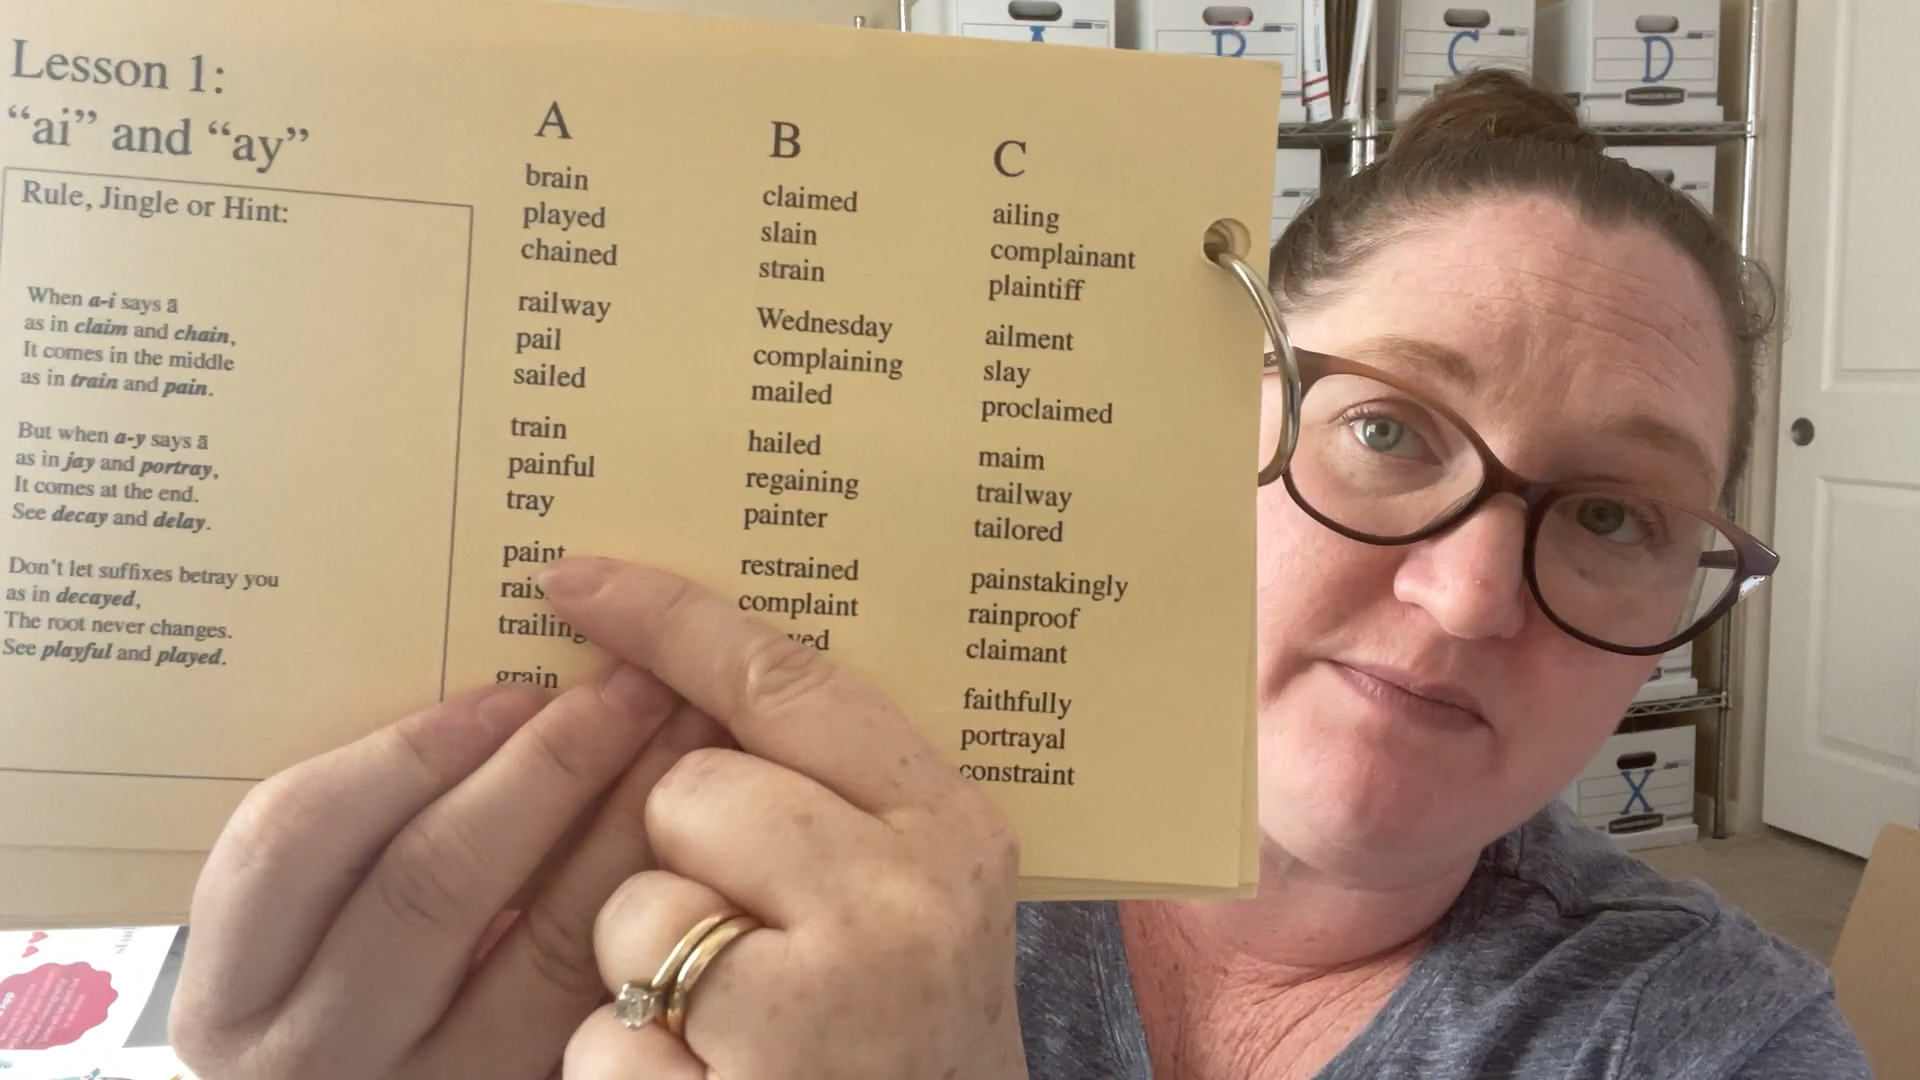 Lesson 1:
“ai” and “ay”
Rule, Jingle or Hint:
When a-i says ā
as in claim and chain,
It comes in the middle
as in train and pain.
But when a-y says ā
as in jay and portray,
It comes at the end.
See decay and delay.
Don’t let suffixes betray you
as in decayed,
The root never changes.
See playful and played.
A
brain
played
chained
railway
pail
sailed
train
painful
tray
paint
trailing
grain
B
claimed
slain
strain
Wednesday
complaining
mailed
hailed
regaining
painter
restrained
complaint
C
ailing
complainant
plaintiff
ailment
slay
proclaimed
maim
trailway
tailored
painstakingly
rainproof
claimant
faithfully
portrayal
constraint
A
B
C
D
X